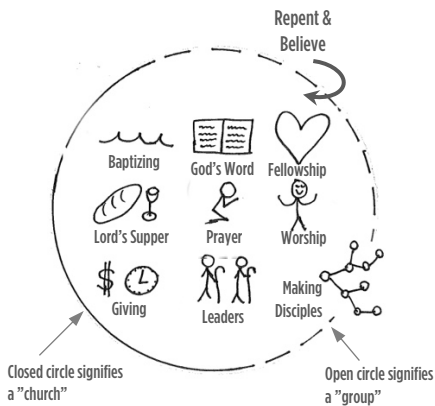 Repent &
Believe
Baptizing
God's Word
Fellowship
Lord's Supper
Prayer
Worship
$
Giving
Leaders
Making
Disciples
Closed circle signifies
a "church"
Open circle signifies
a "group"